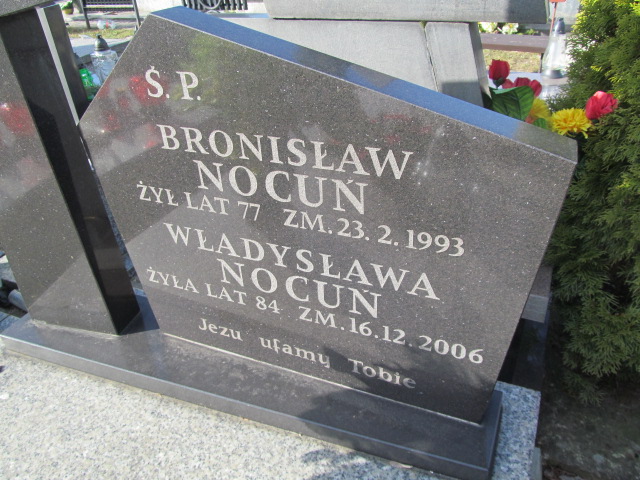 Ś.P.
BRONISŁAW
NOCUŃ
ŻYŁ LAT 77 ZM.23.2.1993
WŁADYSŁAWA
NOCUŃ
ŻYŁA LAT 84 ZM.16.12.2006
Jezu ufamy Tobie